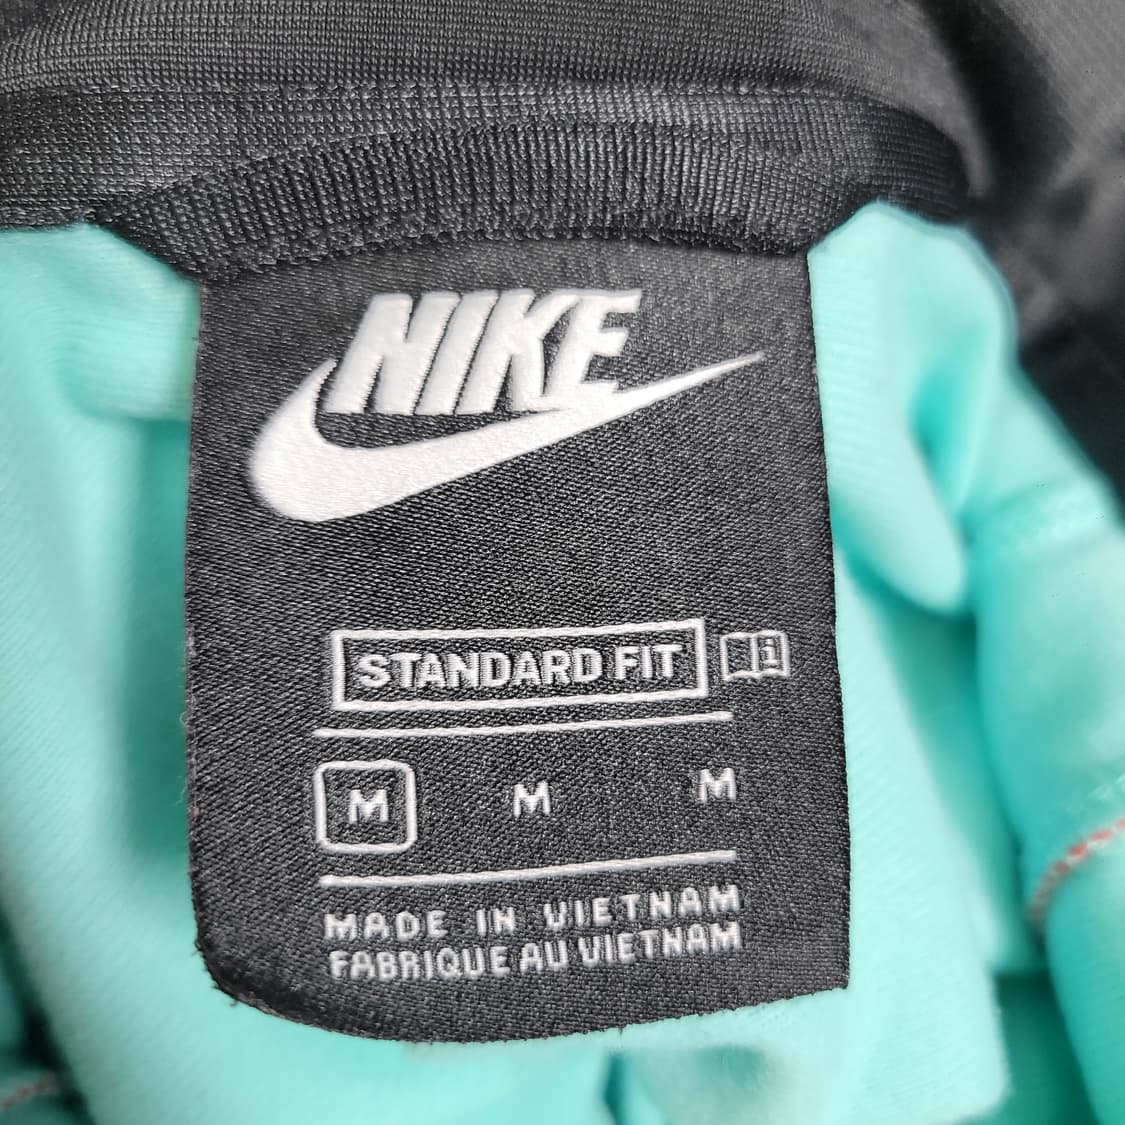 NIKE
STANDARD FIT
M M M
MADE IN VIETNAM
FABRIQUE AU VIETNAM